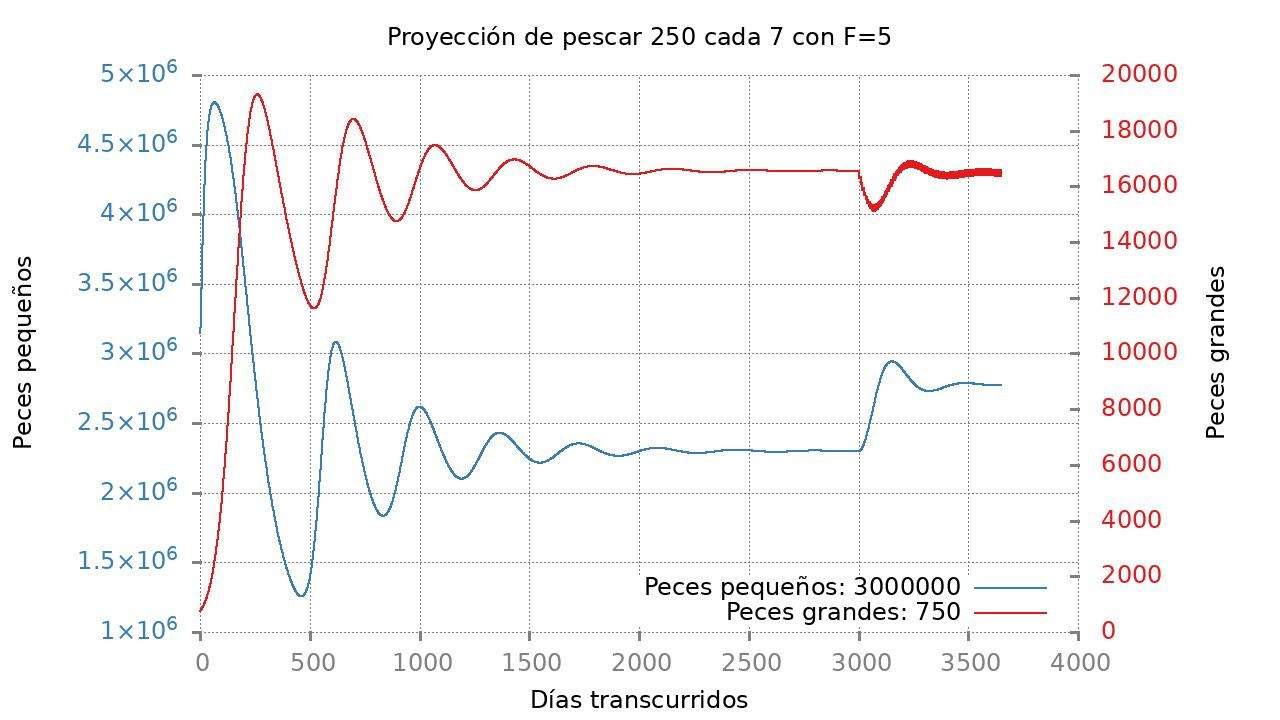 Proyección de pescar 250 cada 7 con F=5
5×10⁶
4.5×10⁶
4×10⁶
3.5×10⁶
3×10⁶
2.5×10⁶
2×10⁶
1.5×10⁶
1×10⁶
Peces pequeños
20000
18000
16000
14000
12000
10000
8000
6000
4000
2000
0
Peces grandes
Peces pequeños: 3000000
Peces grandes: 750
0 500 1000 1500 2000 2500 3000 3500 4000
Días transcurridos